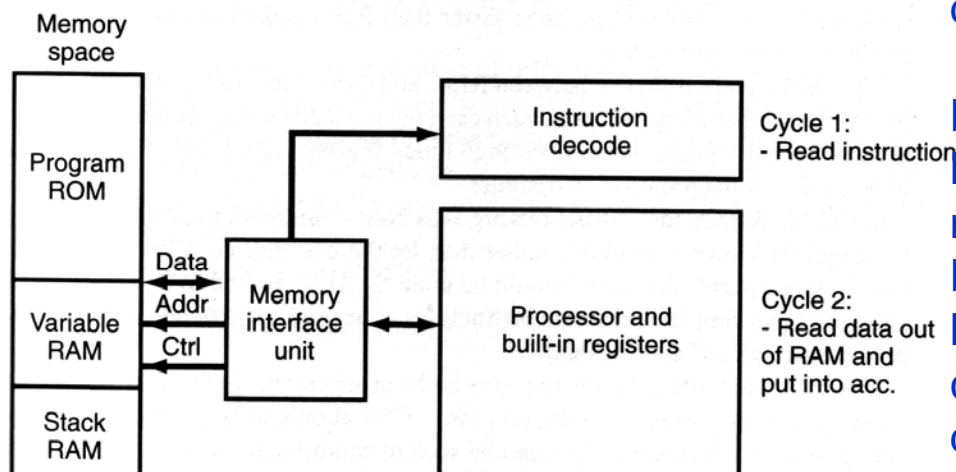 Memory
space
Program
ROM
Variable
RAM
Stack
RAM
Data
Addr
Ctrl
Memory
interface
unit
Instruction
decode
Processor and
built-in registers
Cycle 1:
- Read instruction
Cycle 2:
- Read data out
of RAM and
put into acc.